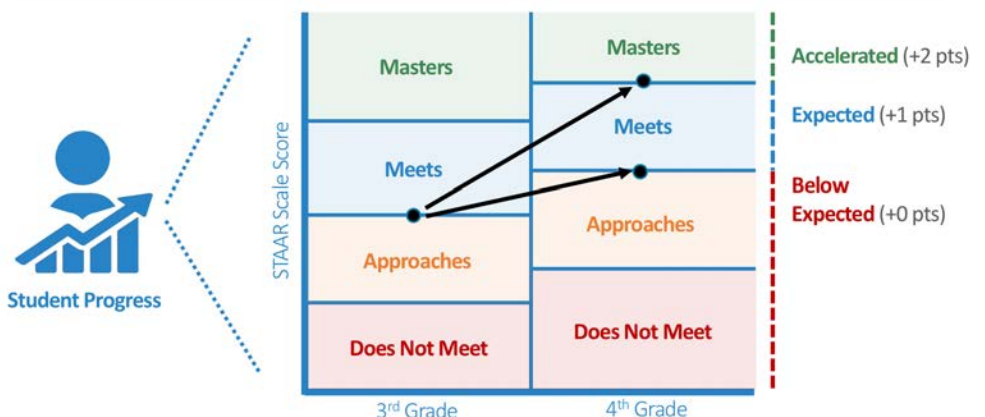 Student Progress
STAAR Scale Score
Masters
Meets
Approaches
Does Not Meet
3rd Grade
Masters
Meets
Approaches
Does Not Meet
4th Grade
Accelerated (+2 pts)
Expected (+1 pts)
Below
Expected (+0 pts)